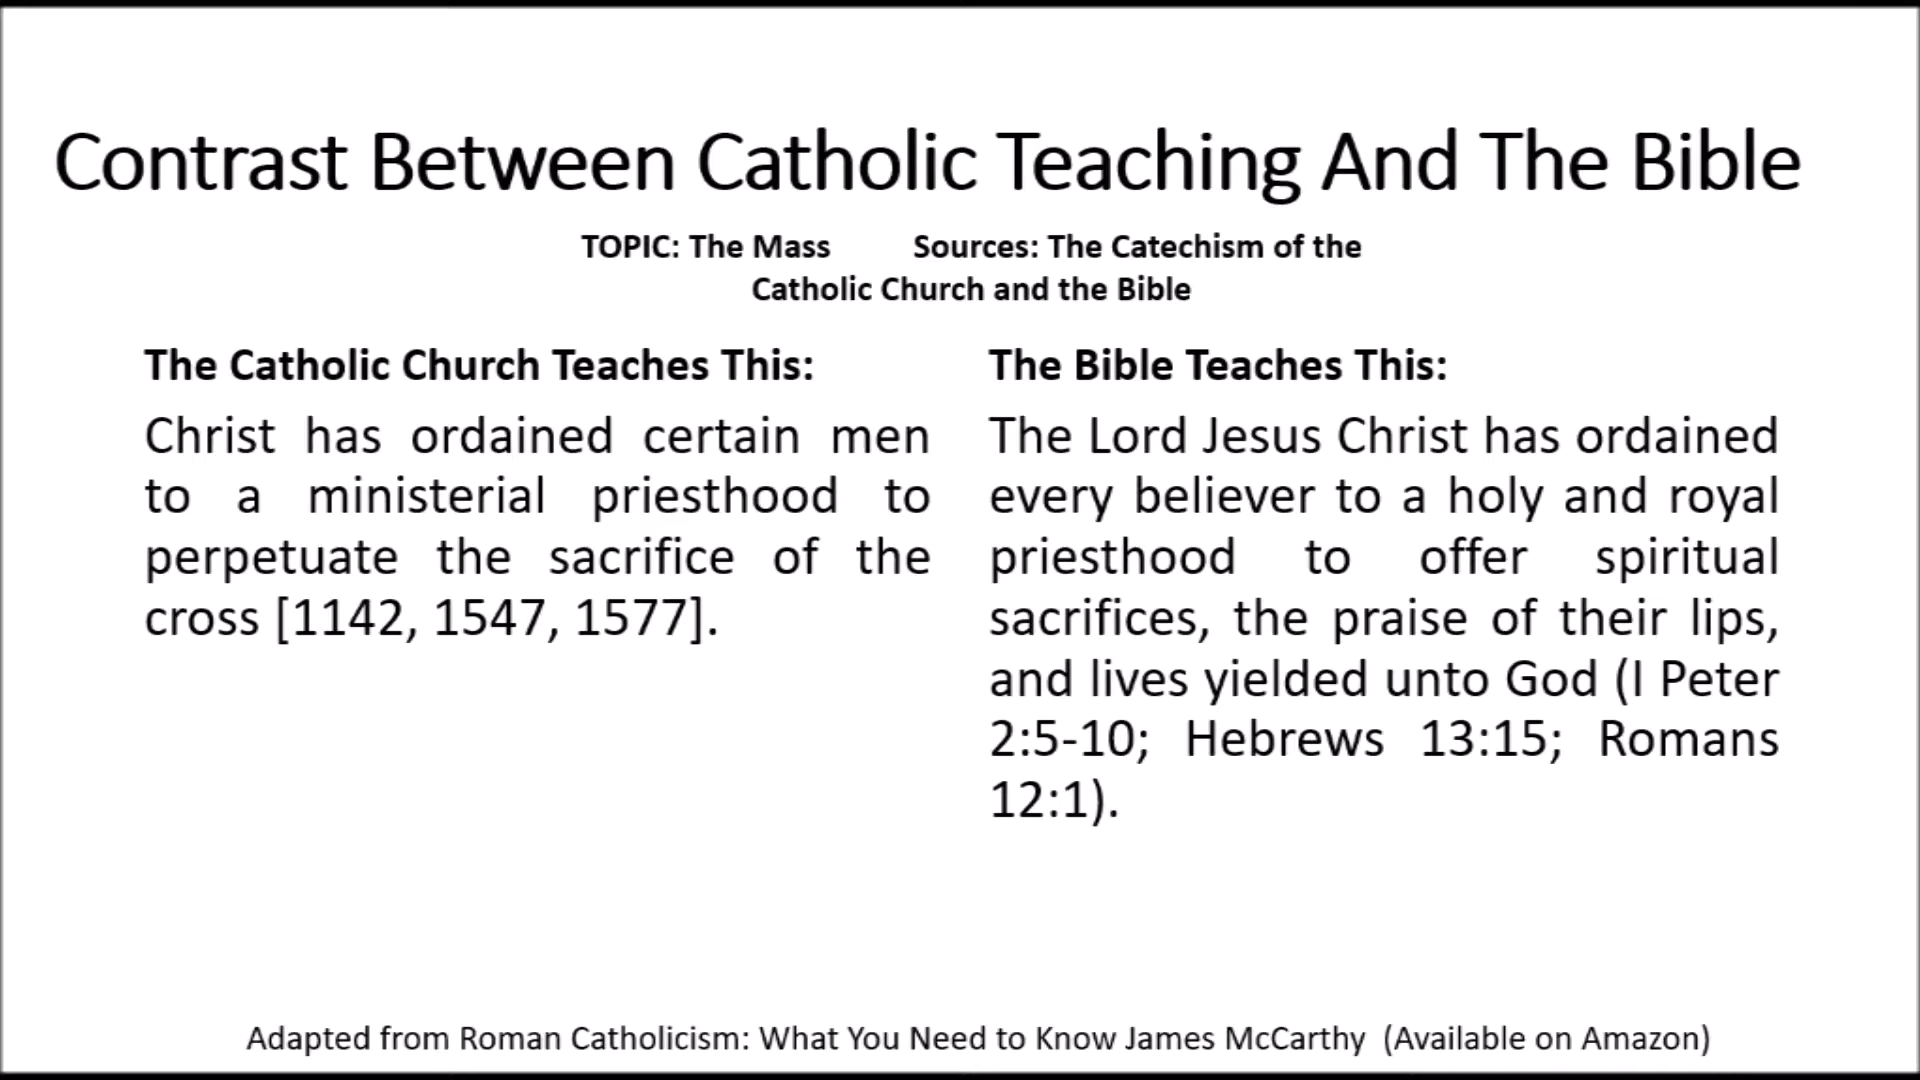 Contrast Between Catholic Teaching And The Bible
TOPIC: The Mass Sources: The Catechism of the
Catholic Church and the Bible
The Catholic Church Teaches This:
Christ has ordained certain men
to a ministerial priesthood to
perpetuate the sacrifice of the
cross [1142, 1547, 1577].
The Bible Teaches This:
The Lord Jesus Christ has ordained
every believer to a holy and royal
priesthood to offer spiritual
sacrifices, the praise of their lips,
and lives yielded unto God (I Peter
2:5-10; Hebrews 13:15; Romans
12:1).
Adapted from Roman Catholicism: What You Need to Know James McCarthy (Available on Amazon)